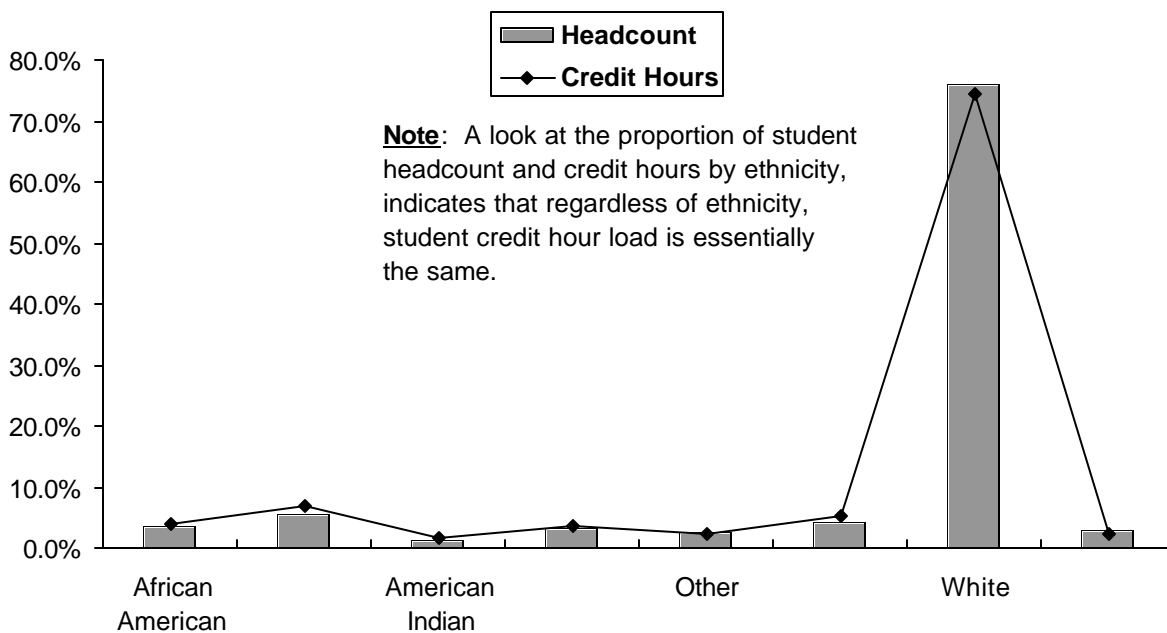 Headcount
Credit Hours
Note: A look at the proportion of student
headcount and credit hours by ethnicity,
indicates that regardless of ethnicity,
student credit hour load is essentially
the same.
80.0%
70.0%
60.0%
50.0%
40.0%
30.0%
20.0%
10.0%
0.0%
African
American
American
Indian
Other
White